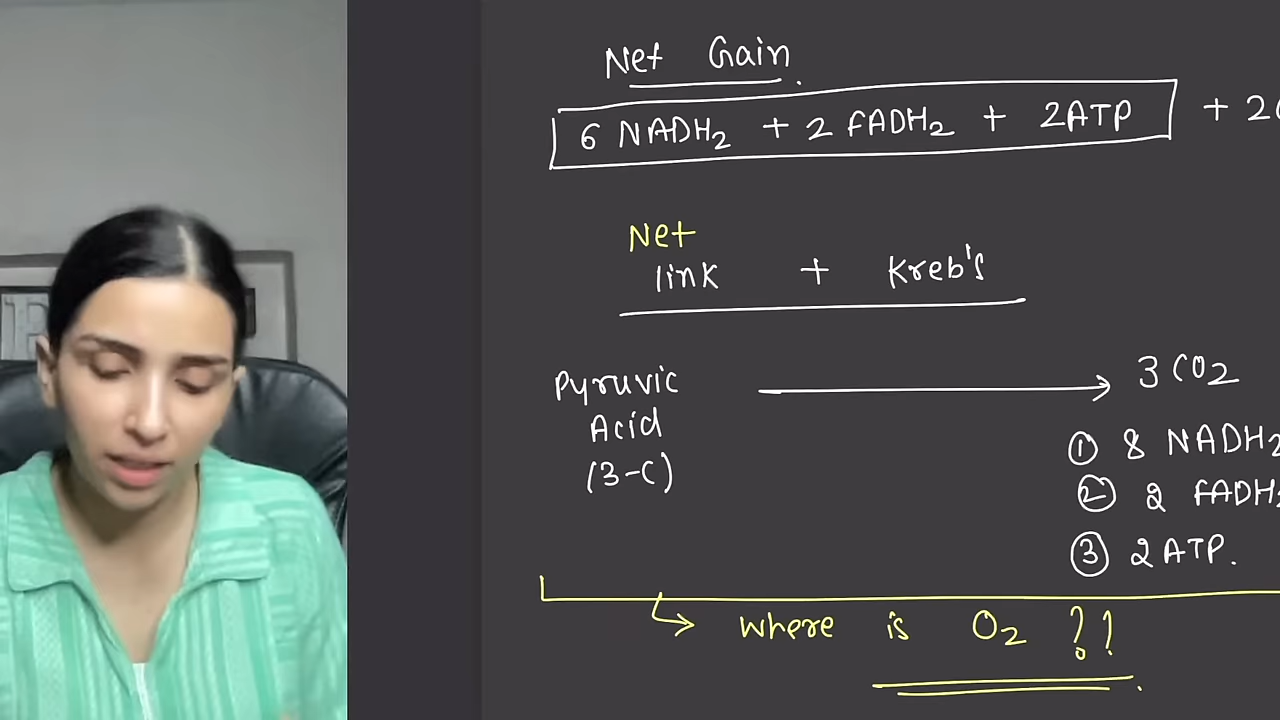 Net Gain.
6 NADH₂ + 2 FADH₂ + 2ATP + 2
Net
link + Kreb's
Pyruvic ⟶ 3 CO₂
Acid
(3-C)
① 8 NADH₂
② 2 FADH
③ 2 ATP.
↳ where is O₂ ??